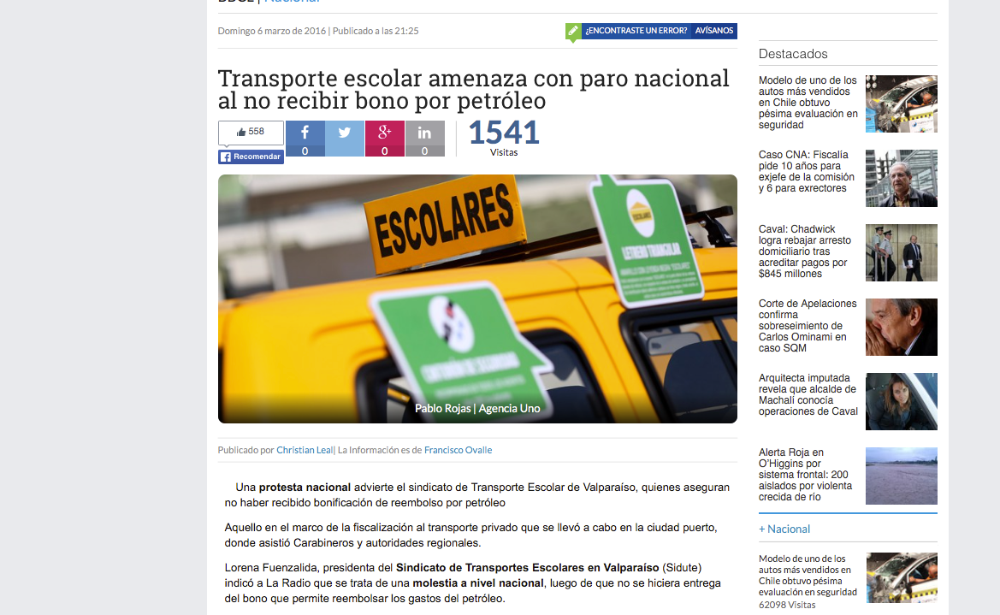 Nacional
Domingo 6 marzo de 2016 | Publicado a las 21:25
¿ENCONTRASTE UN ERROR? AVÍSANOS
Transporte escolar amenaza con paro nacional
al no recibir bono por petróleo
558
Recomendar
f
0
g+
0
in
0
1541
Visitas
ESCOLARES
ESCOLARES
LETRERO TRIANGULAR
Pablo Rojas | Agencia Uno
Publicado por Christian Leal| La Información es de Francisco Ovalle
Una protesta nacional advierte el sindicato de Transporte Escolar de Valparaíso, quienes aseguran
no haber recibido bonificación de reembolso por petróleo
Aquello en el marco de la fiscalización al transporte privado que se llevó a cabo en la ciudad puerto,
donde asistió Carabineros y autoridades regionales.
Lorena Fuenzalida, presidenta del Sindicato de Transportes Escolares en Valparaíso (Sidute)
indicó a La Radio que se trata de una molestia a nivel nacional, luego de que no se hiciera entrega
del bono que permite reembolsar los gastos del petróleo.
Destacados
Modelo de uno de los
autos más vendidos
en Chile obtuvo
pésima evaluación en
seguridad
Caso CNA: Fiscalía
pide 10 años para
exjefe de la comisión
y 6 para exrectores
Caval: Chadwick
logra rebajar arresto
domiciliario tras
acreditar pagos por
$845 millones
Corte de Apelaciones
confirma
sobreseimiento de
Carlos Ominami en
caso SQM
Arquitecta imputada
revela que alcalde de
Machalí conocía
operaciones de Caval
Alerta Roja en
O'Higgins por
sistema frontal: 200
aislados por violenta
crecida de río
+ Nacional
Modelo de uno de los
autos más vendidos en
Chile obtuvo pésima
evaluación en seguridad
62098 Visitas